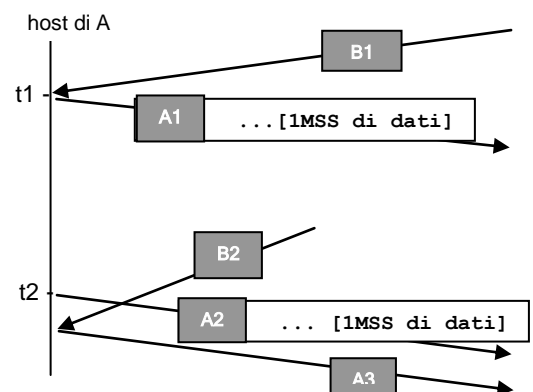 host di A
B1
t1
A1 ...[1MSS di dati]
B2
t2
A2 ... [1MSS di dati]
A3